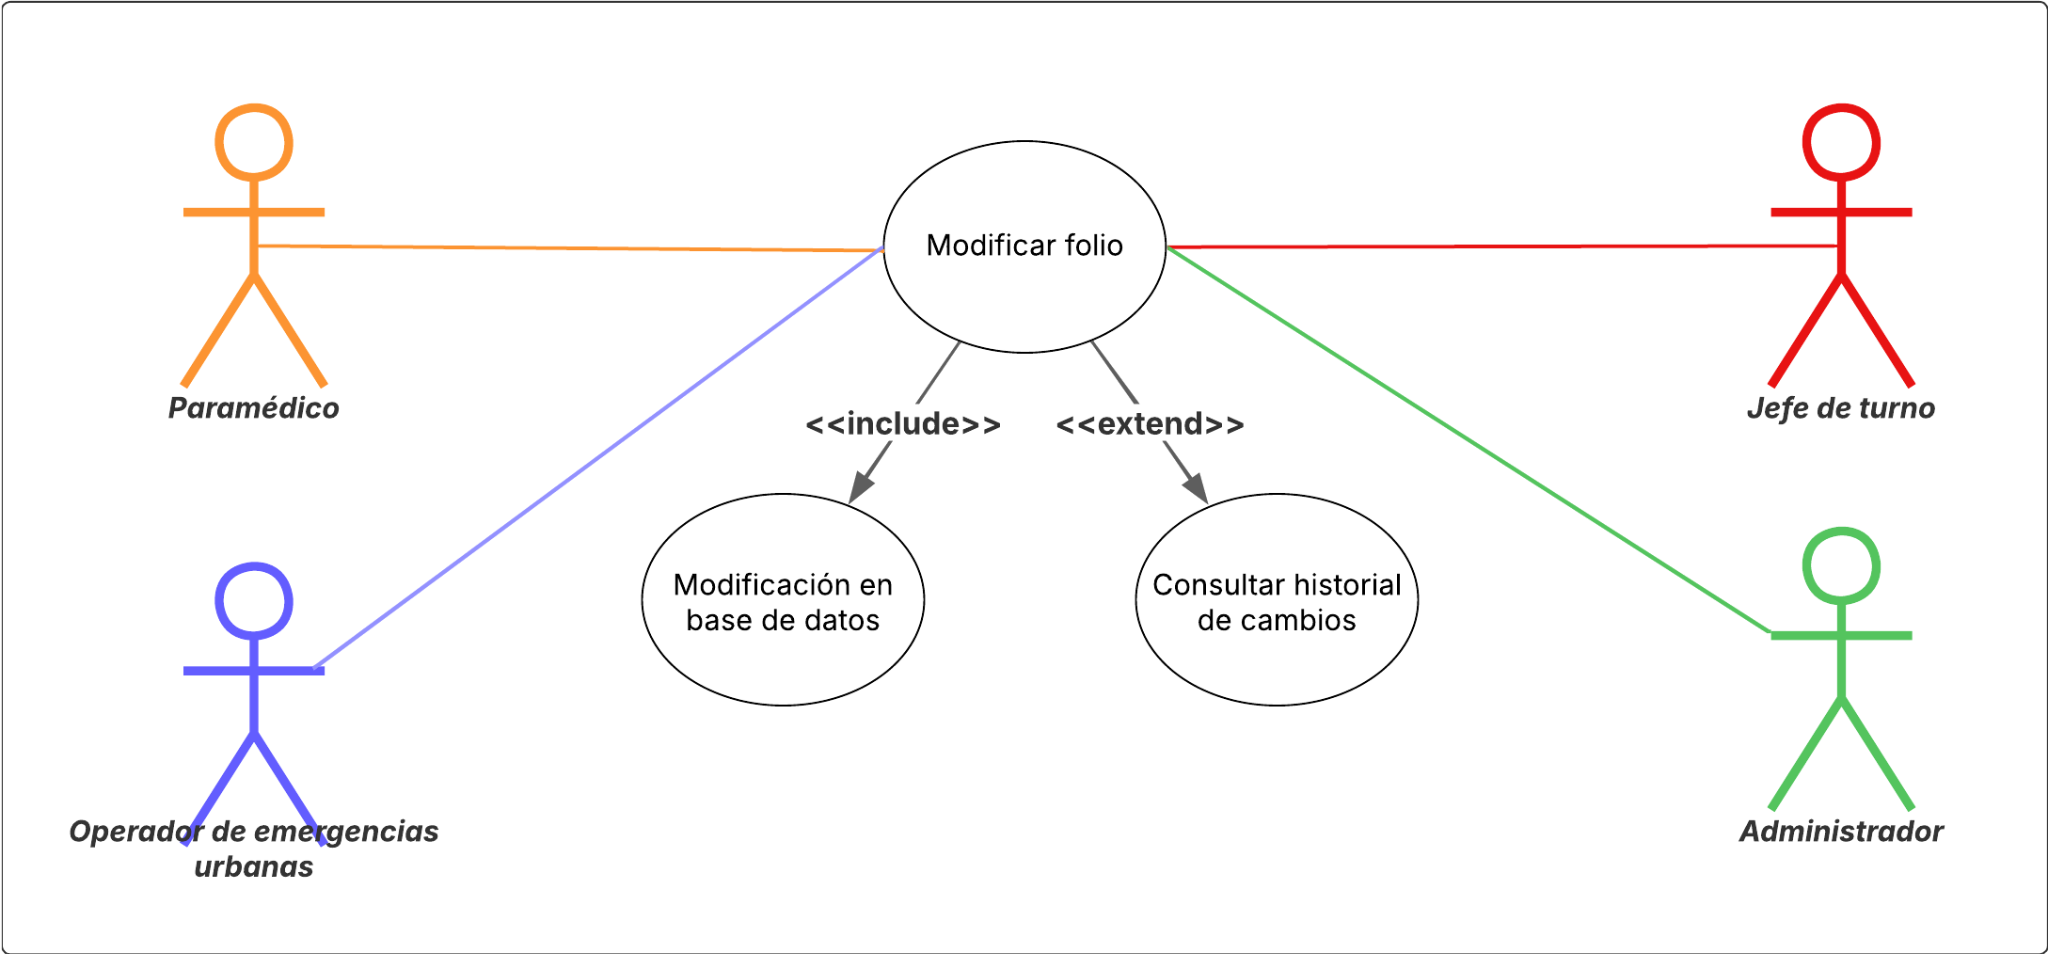 Modificar folio
Paramédico
<<include>>
<<extend>>
Jefe de turno
Modificación en
base de datos
Consultar historial
de cambios
Operador de emergencias
urbanas
Administrador